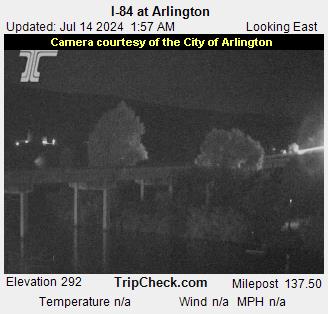 I-84 at Arlington
Updated: Jul 14 2024 1:57 AM Looking East
Camera courtesy of the City of Arlington
Elevation 292 TripCheck.com Milepost 137.50
Temperature n/a Wind n/a MPH n/a